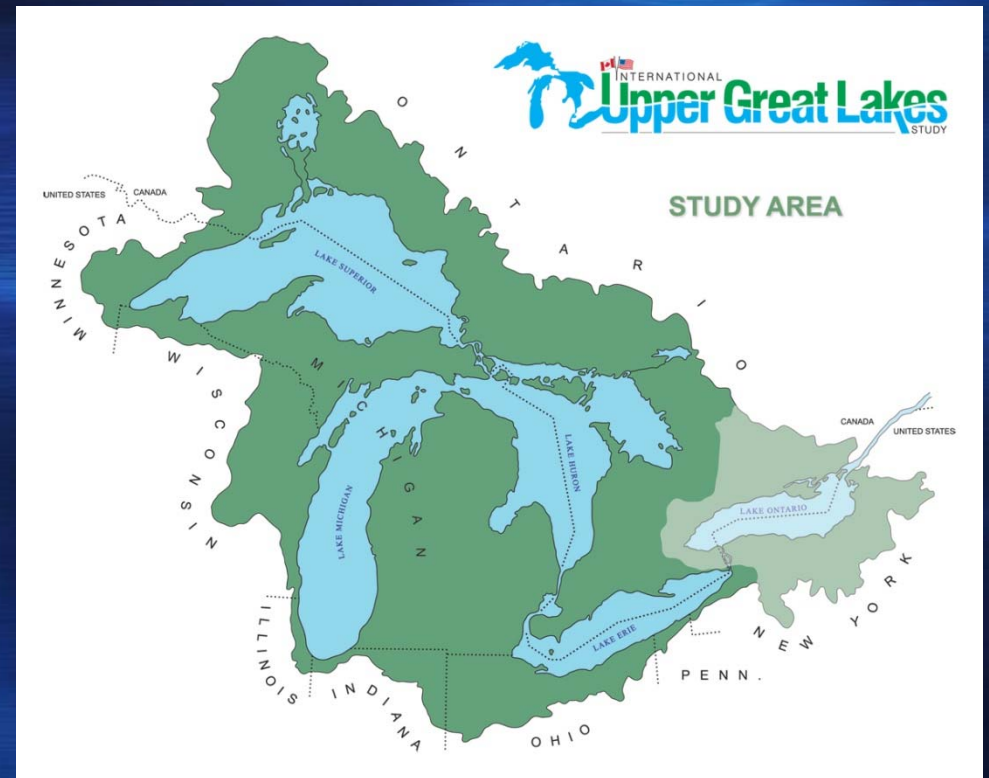 INTERNATIONAL
Upper Great Lakes
STUDY
STUDY AREA
ONTARIO
UNITED STATES
CANADA
MINNESOTA
LAKE SUPERIOR
WISCONSIN
MICHIGAN
LAKE HURON
LAKE MICHIGAN
CANADA
UNITED STATES
LAKE ONTARIO
NEW YORK
LAKE ERIE
PENN.
ILLINOIS
INDIANA
OHIO